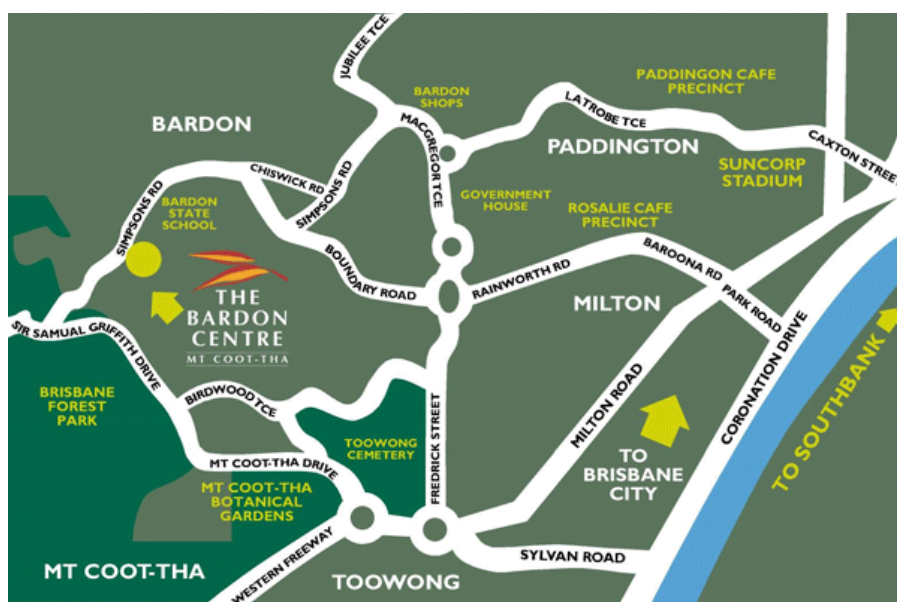 JUBILEE TCE
BARDON
BARDON
SHOPS
PADDINGON CAFE
PRECINCT
LATROBE TCE
MACGREGOR TCE
PADDINGTON
CAXTON STREET
SUNCORP
STADIUM
CHISWICK RD
SIMPSONS RD
SIMPSONS RD
BARDON
STATE
SCHOOL
GOVERNMENT
HOUSE
ROSALIE CAFE
PRECINCT
BAROONA RD
BOUNDARY ROAD
RAINWORTH RD
THE
BARDON
CENTRE
MT COOT-THA
MILTON
PARK ROAD
SIR SAMUAL GRIFFITH DRIVE
CORONATION DRIVE
TO SOUTHBANK
BRISBANE
FOREST
PARK
BIRDWOOD TCE
MILTON ROAD
FREDRICK STREET
TOOWONG
CEMETERY
TO
BRISBANE
CITY
MT COOT-THA DRIVE
MT COOT-THA
BOTANICAL
GARDENS
WESTERN FREEWAY
SYLVAN ROAD
MT COOT-THA
TOOWONG